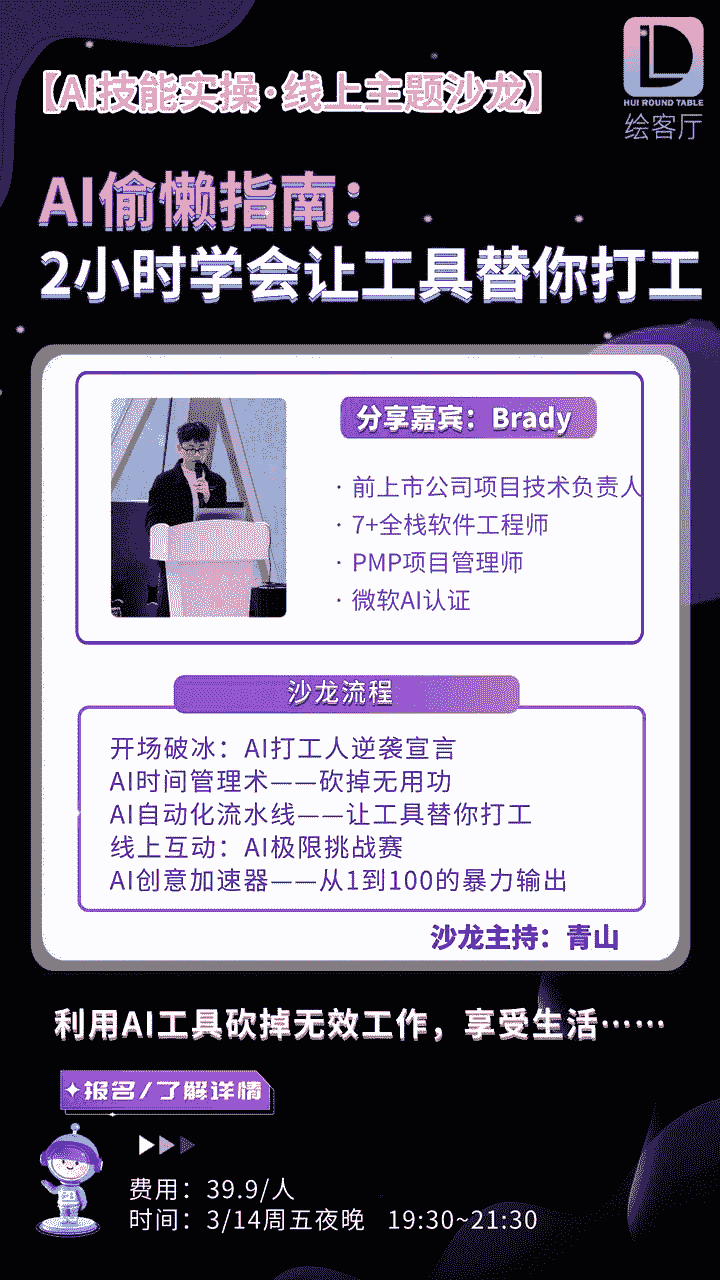 【AI技能实操·线上主题沙龙】
HUI ROUND TABLE
绘客厅
AI偷懒指南：
2小时学会让工具替你打工
分享嘉宾：Brady
· 前上市公司项目技术负责人
· 7+全栈软件工程师
· PMP项目管理师
· 微软AI认证
沙龙流程
开场破冰：AI打工人逆袭宣言
AI时间管理术——砍掉无用功
AI自动化流水线——让工具替你打工
线上互动：AI极限挑战赛
AI创意加速器——从1到100的暴力输出
沙龙主持：青山
利用AI工具砍掉无效工作，享受生活……
报名/了解详情
费用：39.9/人
时间：3/14周五夜晚 19:30~21:30